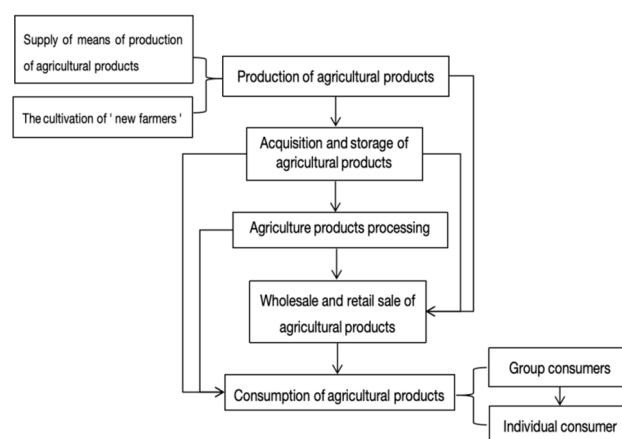 Supply of means of production
of agricultural products
The cultivation of ' new farmers '
Production of agricultural products
Acquisition and storage of
agricultural products
Agriculture products processing
Wholesale and retail sale of
agricultural products
Consumption of agricultural products
Group consumers
Individual consumer